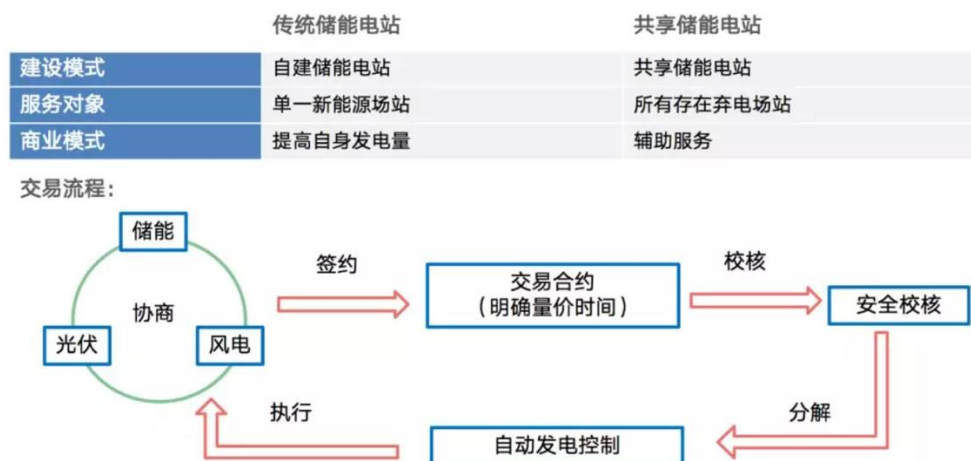 传统储能电站 共享储能电站
建设模式 自建储能电站 共享储能电站
服务对象 单一新能源场站 所有存在弃电场站
商业模式 提高自身发电量 辅助服务
交易流程：
储能
协商
光伏 风电
签约
交易合约
（明确量价时间）
校核
安全校核
分解
自动发电控制
执行